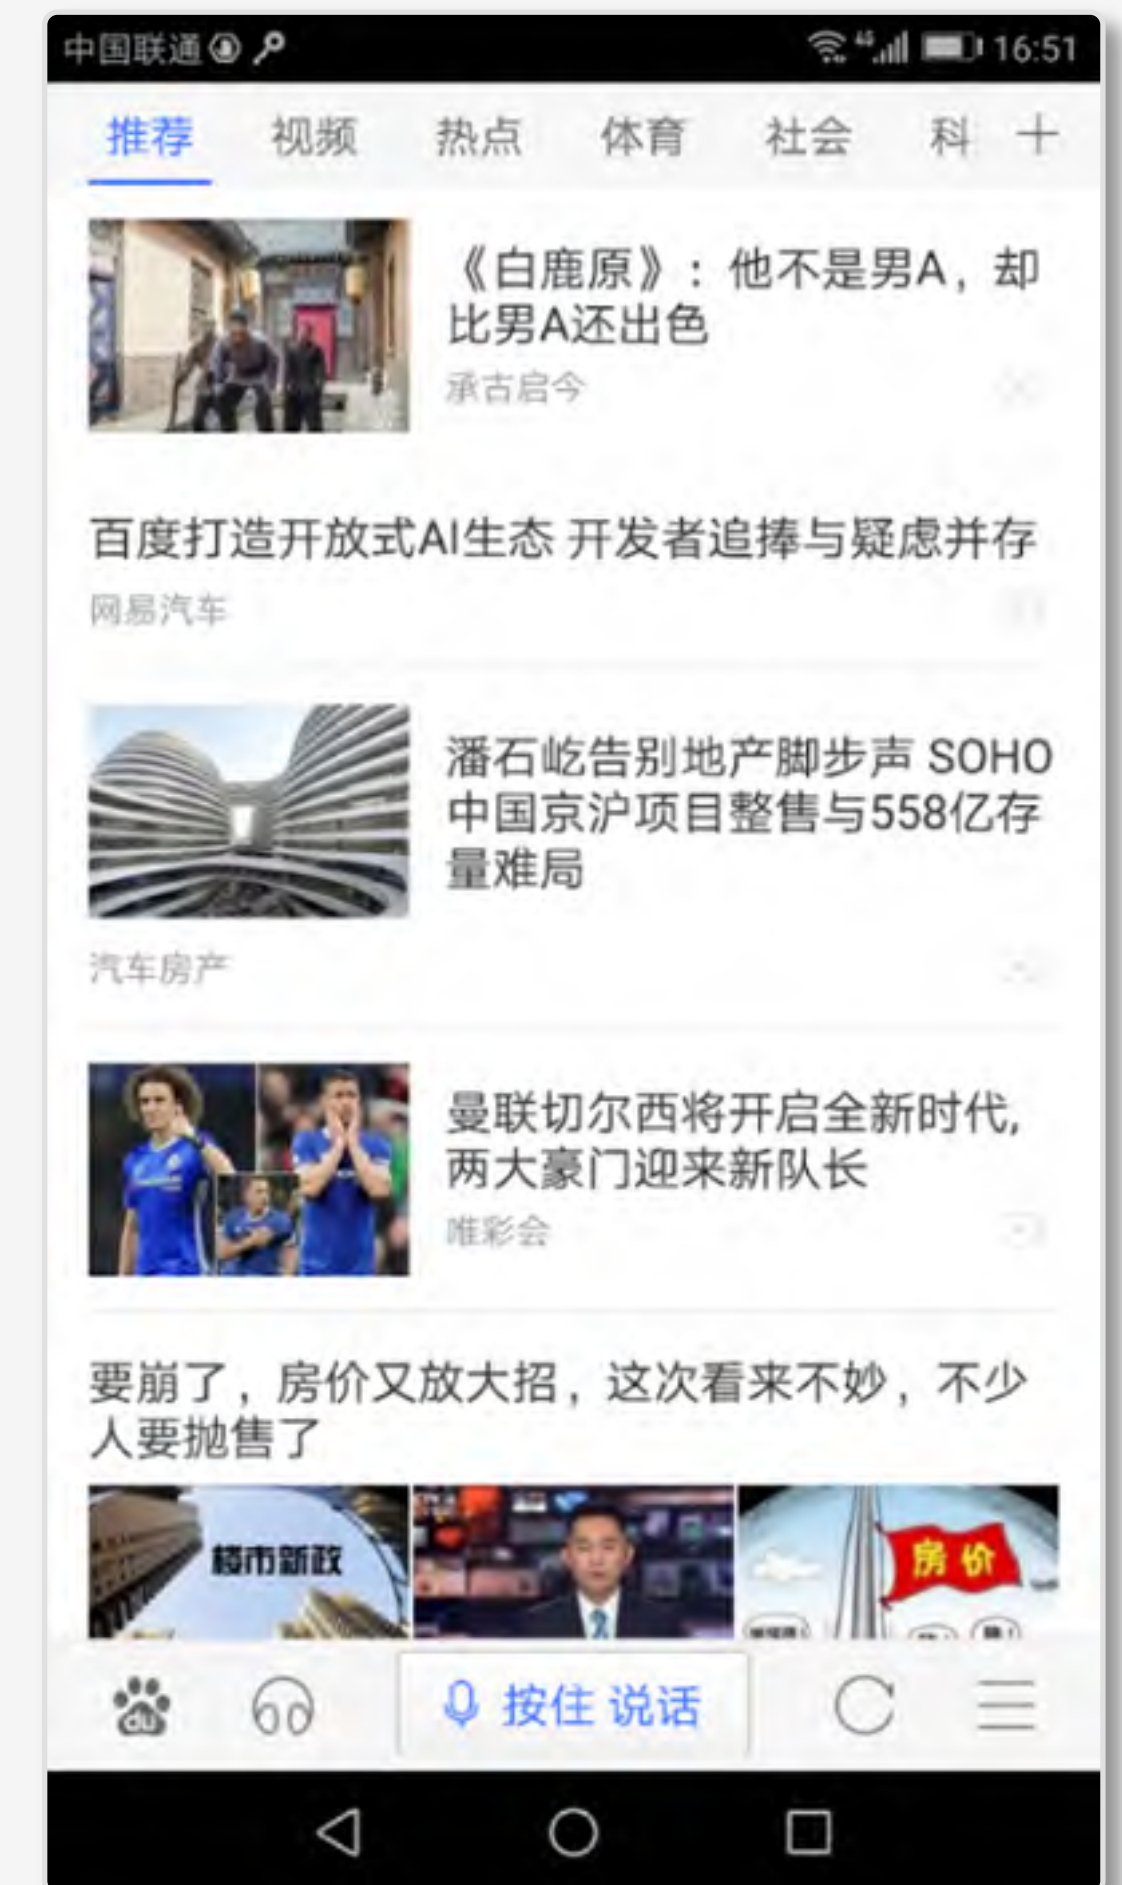 中国联通 4G 16:51
推荐 视频 热点 体育 社会 科
《白鹿原》：他不是男A，却
比男A还出色
承古启今
百度打造开放式AI生态 开发者追捧与疑虑并存
网易汽车
潘石屹告别地产脚步声 SOHO
中国京沪项目整售与558亿存
量难局
汽车房产
曼联切尔西将开启全新时代,
两大豪门迎来新队长
唯彩会
要崩了，房价又放大招，这次看来不妙，不少
人要抛售了
楼市新政
房价
du 按住 说话